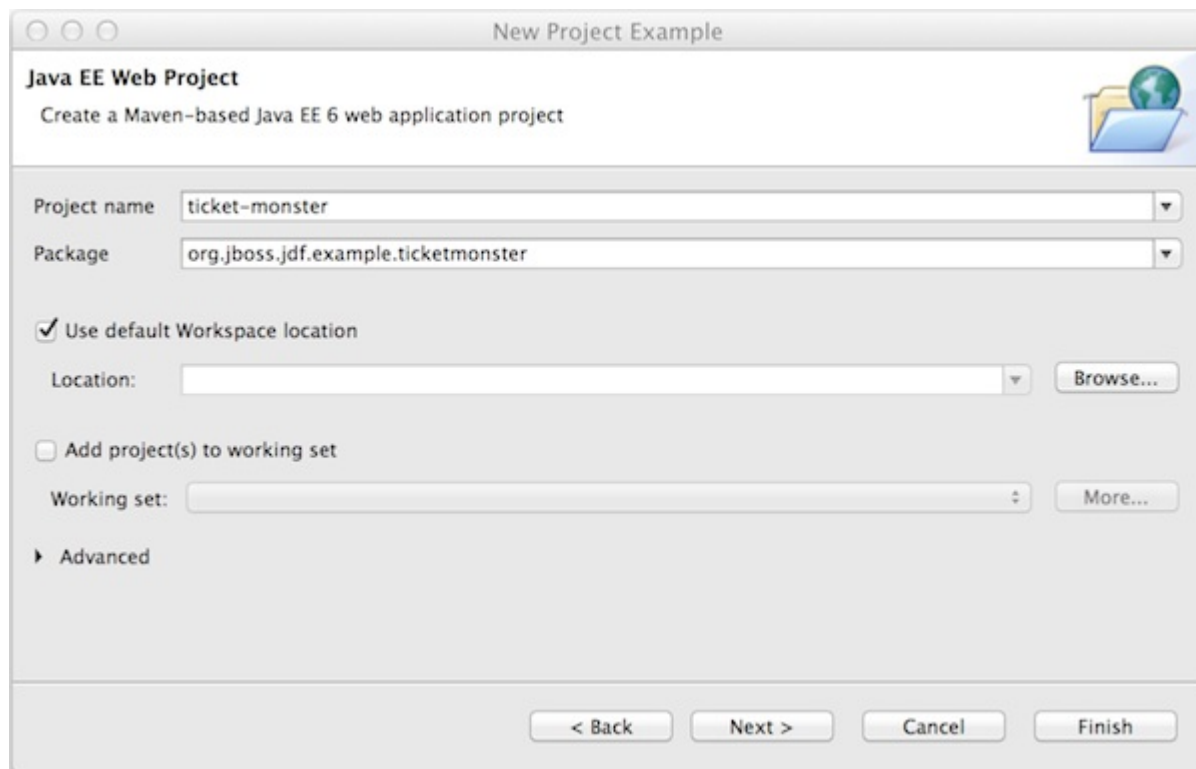 New Project Example
Java EE Web Project
Create a Maven-based Java EE 6 web application project
Project name ticket-monster
Package org.jboss.jdf.example.ticketmonster
Use default Workspace location
Location: Browse...
Add project(s) to working set
Working set: More...
Advanced
< Back Next > Cancel Finish